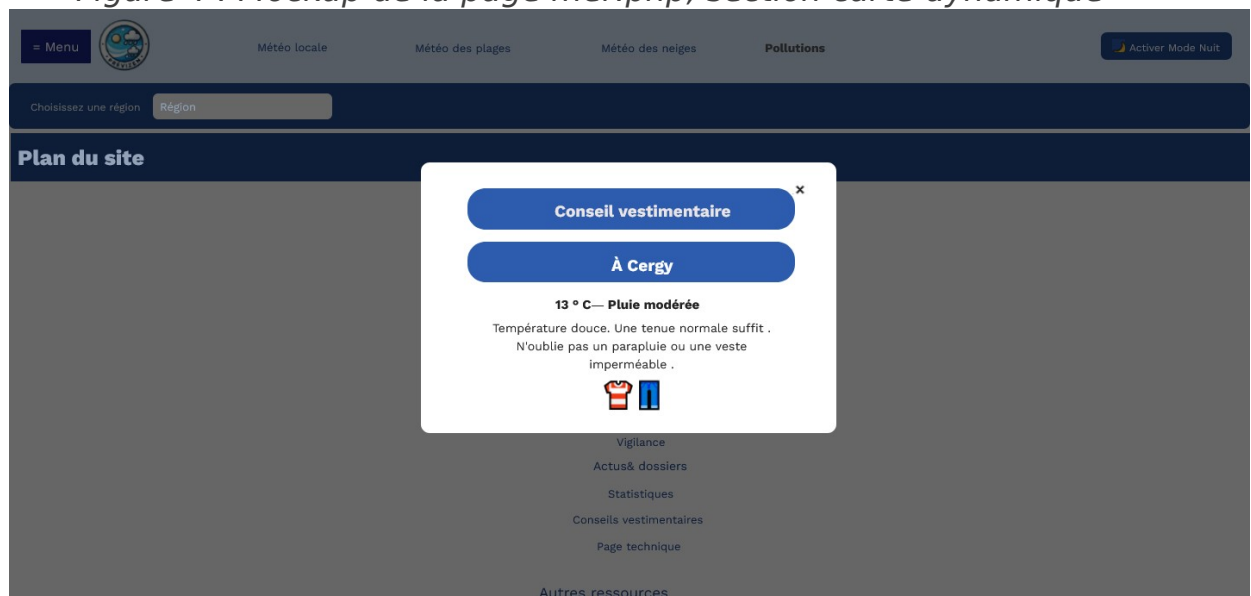 Figure 4 : Mockap de la page mer.php, section carte dynamique
= Menu
Météo locale
Météo des plages
Météo des neiges
Pollutions
Activer Mode Nuit
Choisissez une région
Région
Plan du site
×
Conseil vestimentaire
À Cergy
13 ° C— Pluie modérée
Température douce. Une tenue normale suffit .
N'oublie pas un parapluie ou une veste
imperméable .
Vigilance
Actus& dossiers
Statistiques
Conseils vestimentaires
Page technique
Autres ressources